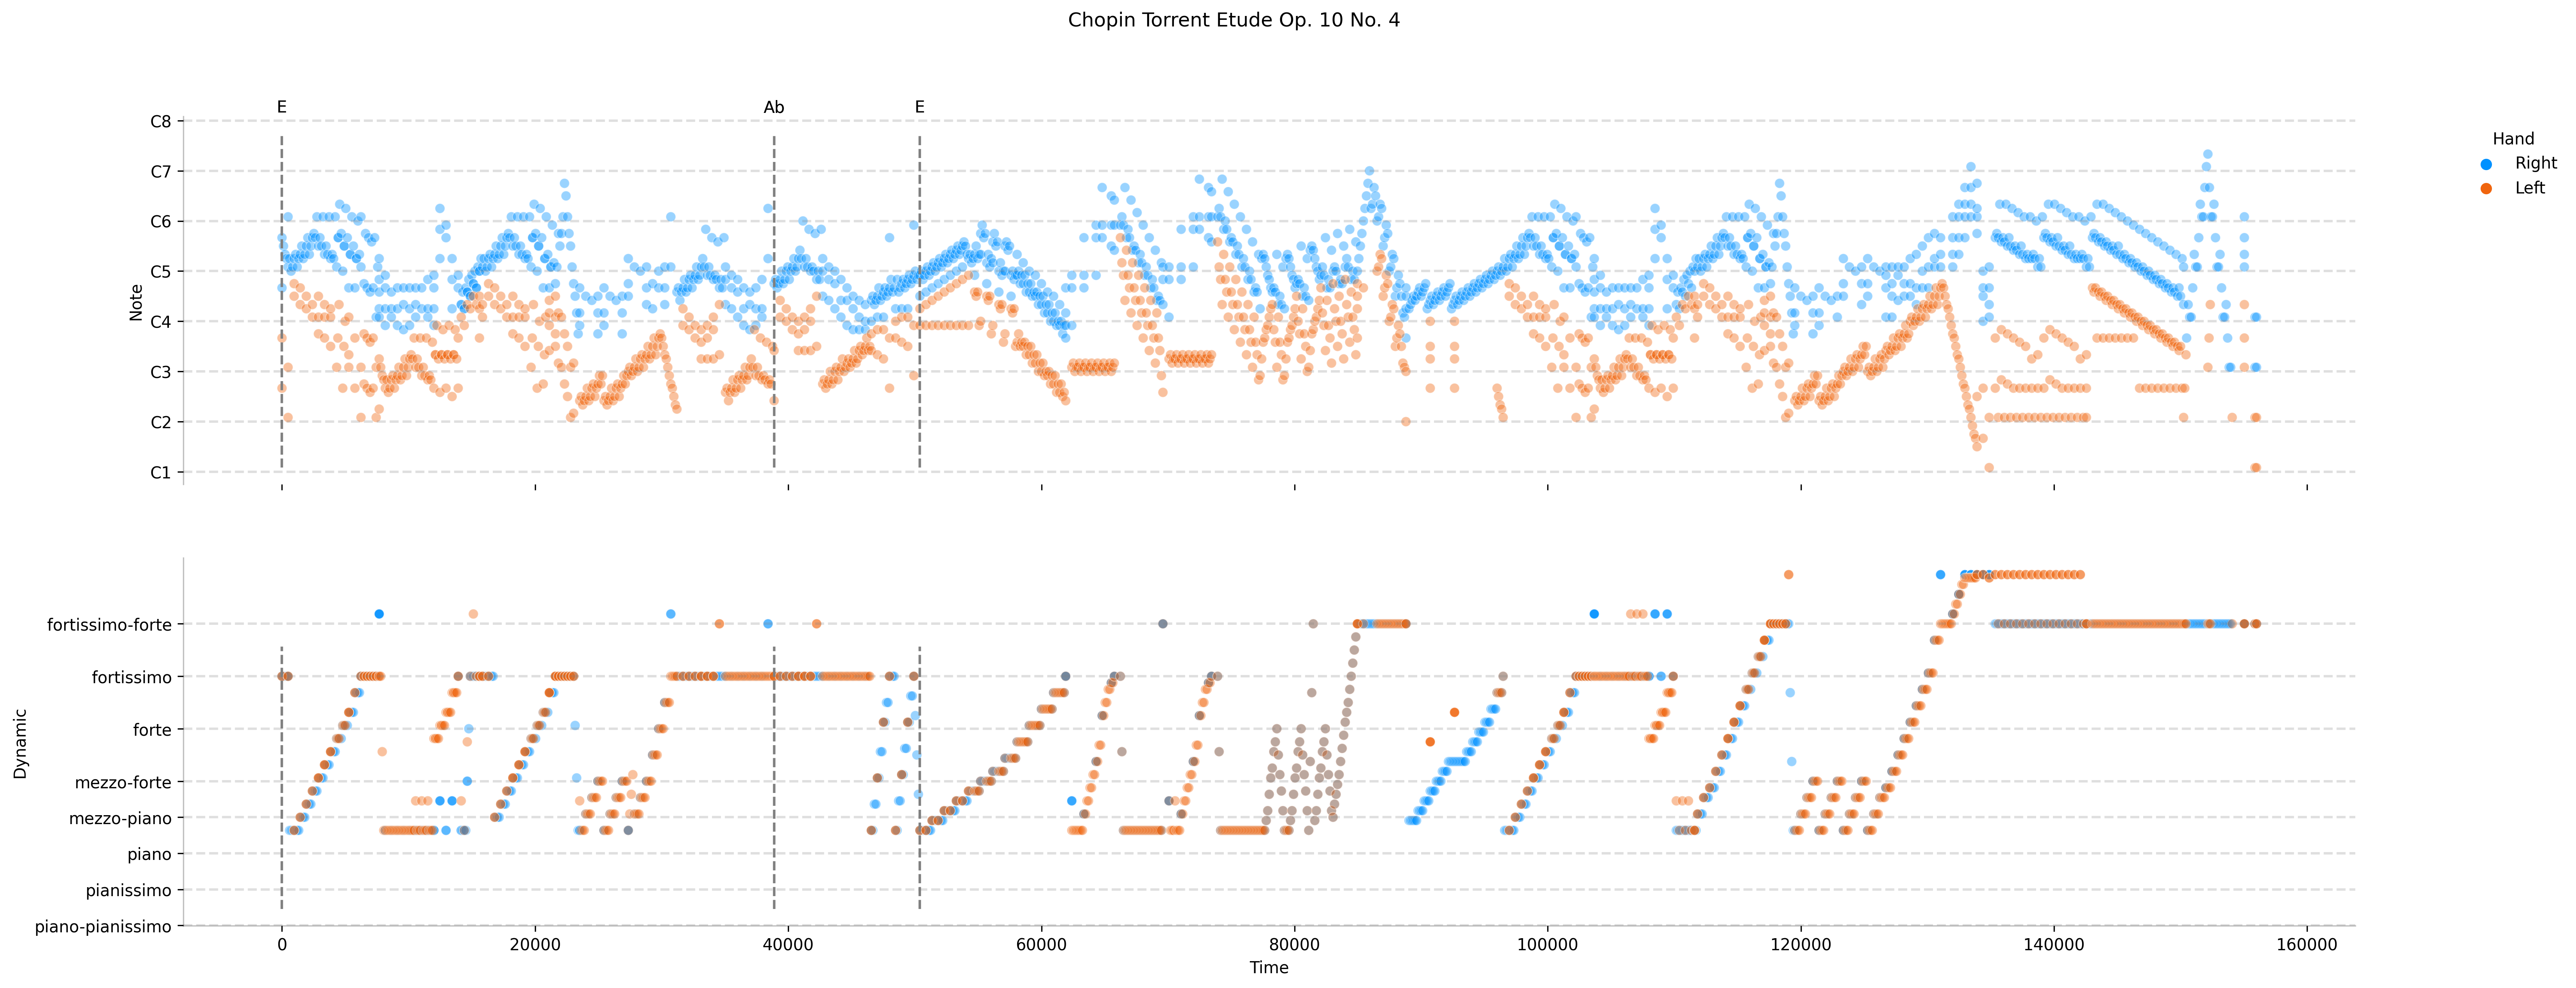 Chopin Torrent Etude Op. 10 No. 4
E Ab E
C8
C7
C6
C5
C4
C3
C2
C1
Note
Hand
Right
Left
fortissimo-forte
fortissimo
forte
mezzo-forte
mezzo-piano
piano
pianissimo
piano-pianissimo
Dynamic
0 20000 40000 60000 80000 100000 120000 140000 160000
Time